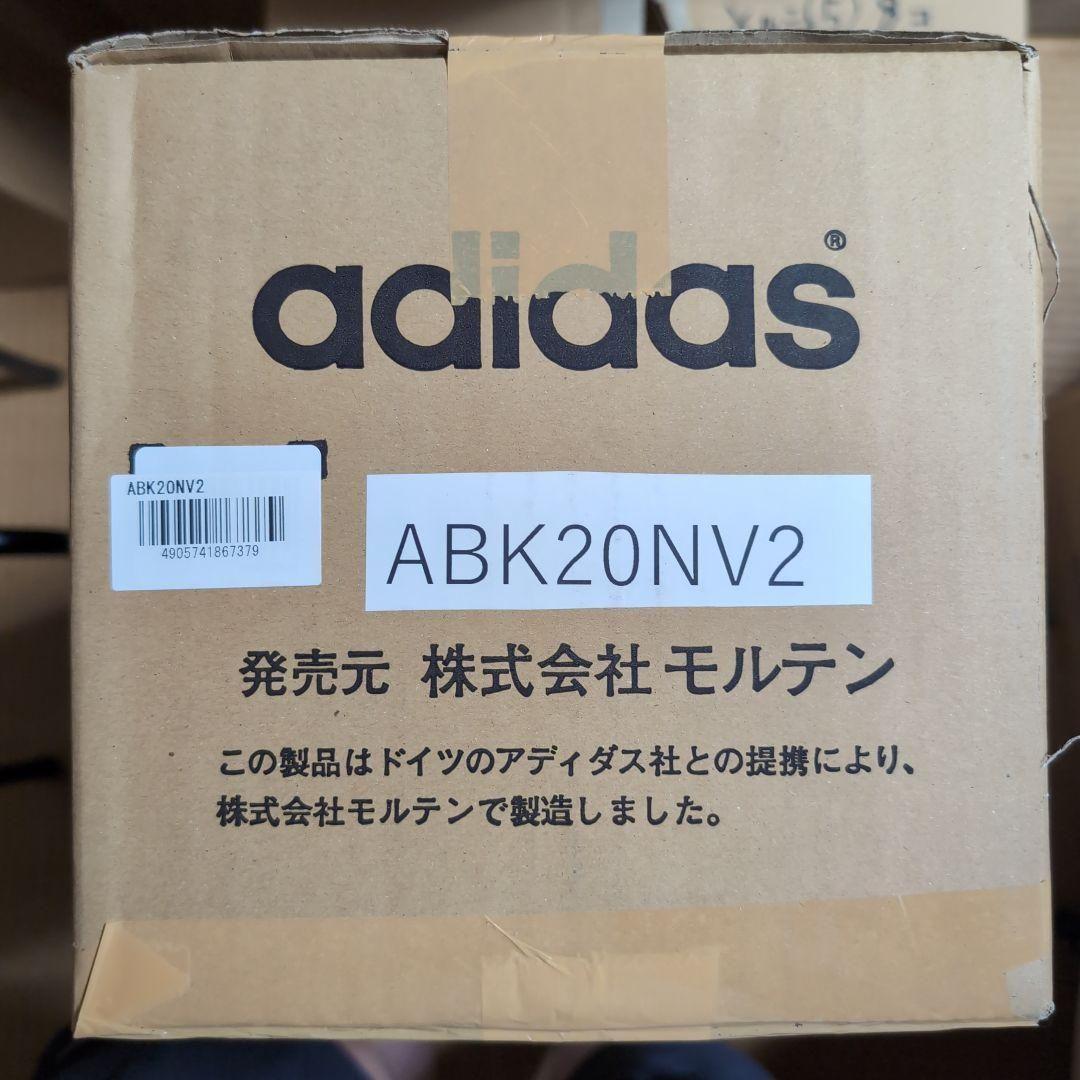 adidas®
ABK20NV2
4905741867379
ABK20NV2
発売元 株式会社モルテン
この製品はドイツのアディダス社との提携により、
株式会社モルテンで製造しました。